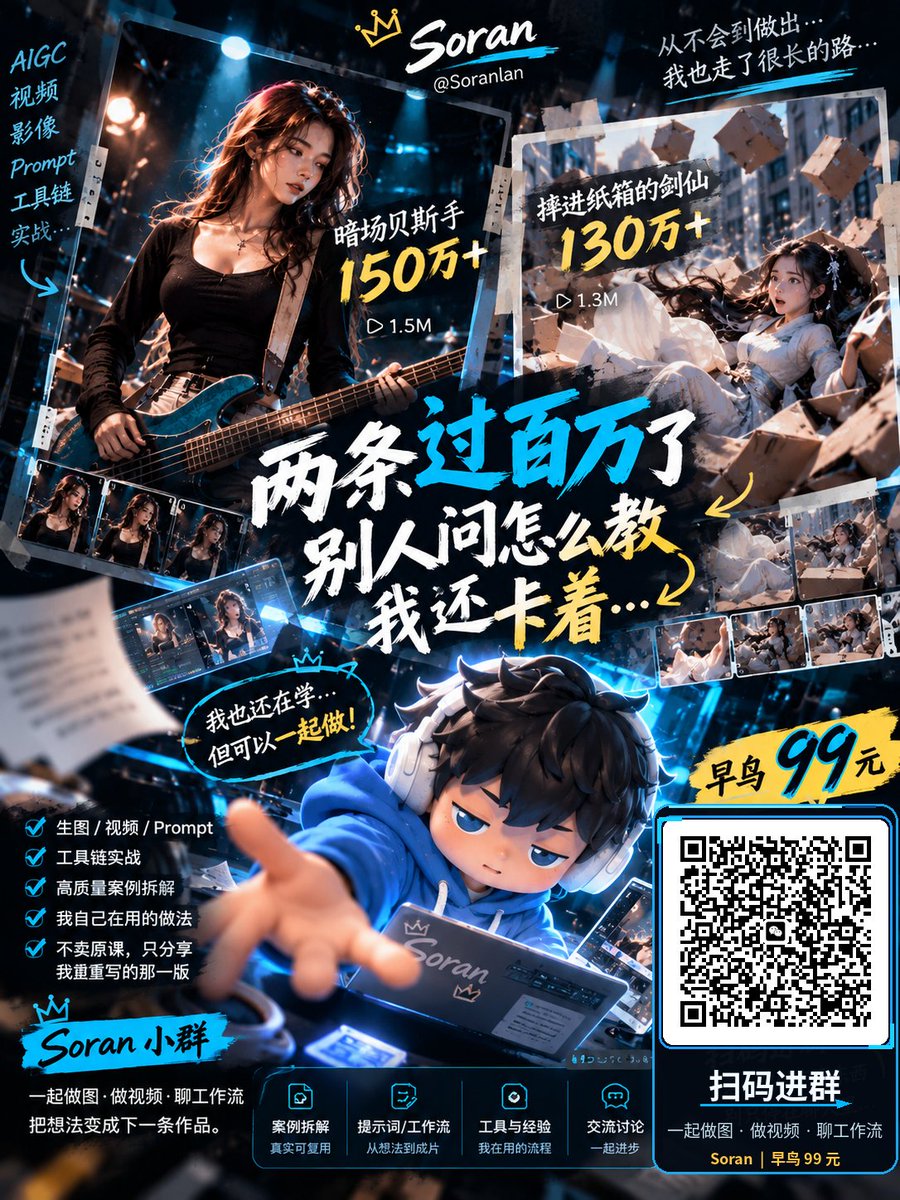 Soran
@Soranlan
AIGC
视频
影像
Prompt
工具链
实战…
从不会到做出…
我也走了很长的路…
暗场贝斯手
150万+
1.5M
摔进纸箱的剑仙
130万+
1.3M
两条过百万了
别人问怎么教
我还卡着…
我也还在学…
但可以一起做！
早鸟 99 元
生图 / 视频 / Prompt
工具链实战
高质量案例拆解
我自己在用的做法
不卖原课，只分享
我重重写的那一版
Soran
Soran 小群
一起做图·做视频·聊工作流
把想法变成下一条作品。
案例拆解
真实可复用
提示词/工作流
从想法到成片
工具与经验
我在用的流程
交流讨论
一起进步
扫码进群
一起做图 · 做视频 · 聊工作流
Soran｜早鸟 99 元